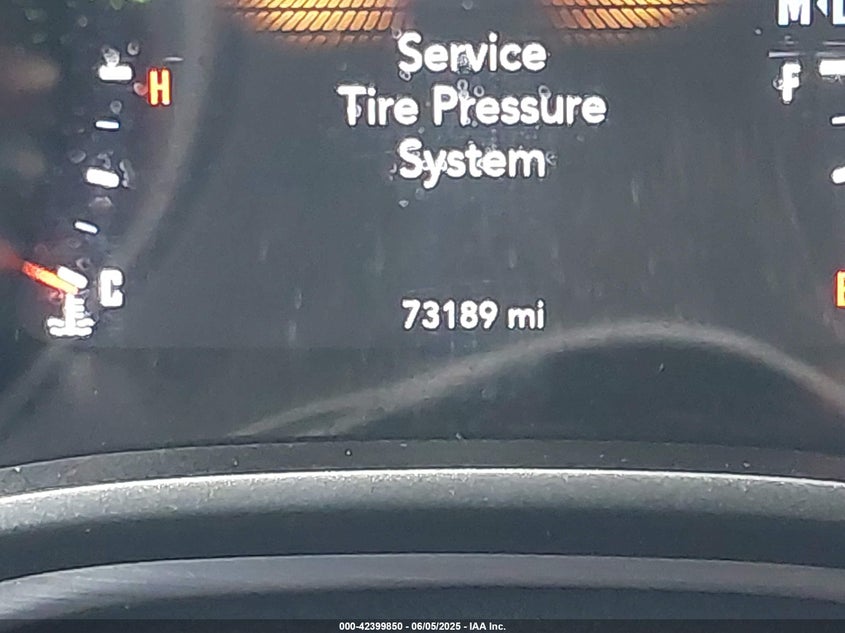 Service
Tire Pressure
System
H
F
C
73189 mi
000-42399850 - 06/05/2025 - IAA Inc.